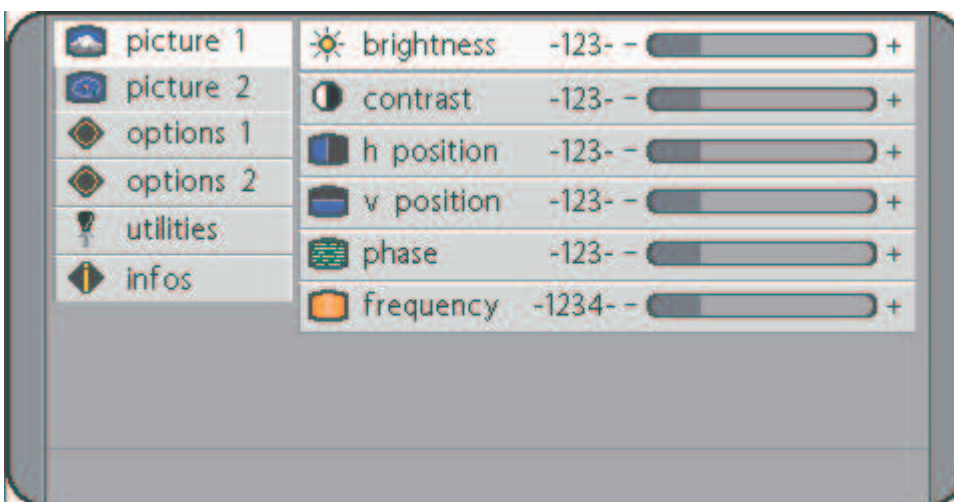 picture 1
picture 2
options 1
options 2
utilities
infos
brightness -123- - +
contrast -123- - +
h position -123- - +
v position -123- - +
phase -123- - +
frequency -1234- - +